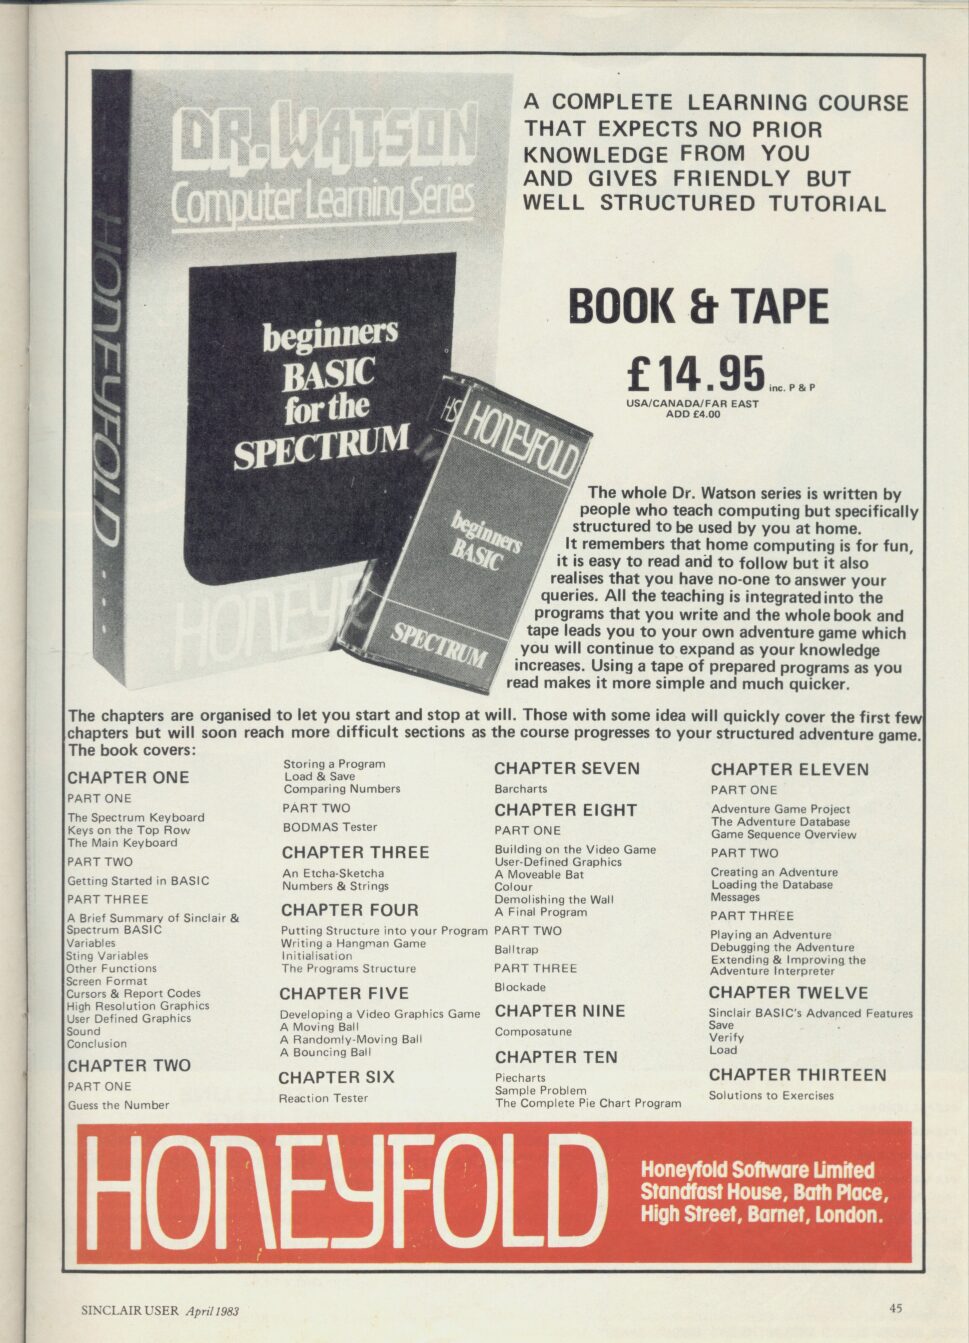 DR. WATSON
Computer Learning Series
HONEYFOLD
beginners
BASIC
for the
SPECTRUM
HONEYF
HS
HONEYFOLD
beginners
BASIC
SPECTRUM
A COMPLETE LEARNING COURSE
THAT EXPECTS NO PRIOR
KNOWLEDGE FROM YOU
AND GIVES FRIENDLY BUT
WELL STRUCTURED TUTORIAL
BOOK & TAPE
£14.95 inc. P & P
USA/CANADA/FAR EAST
ADD £4.00
The whole Dr. Watson series is written by
people who teach computing but specifically
structured to be used by you at home.
It remembers that home computing is for fun,
it is easy to read and to follow but it also
realises that you have no-one to answer your
queries. All the teaching is integrated into the
programs that you write and the whole book and
tape leads you to your own adventure game which
you will continue to expand as your knowledge
increases. Using a tape of prepared programs as you
read makes it more simple and much quicker.
The chapters are organised to let you start and stop at will. Those with some idea will quickly cover the first few
chapters but will soon reach more difficult sections as the course progresses to your structured adventure game.
The book covers:
CHAPTER ONE
PART ONE
The Spectrum Keyboard
Keys on the Top Row
The Main Keyboard
PART TWO
Getting Started in BASIC
PART THREE
A Brief Summary of Sinclair &
Spectrum BASIC
Variables
Sting Variables
Other Functions
Screen Format
Cursors & Report Codes
High Resolution Graphics
User Defined Graphics
Sound
Conclusion
CHAPTER TWO
PART ONE
Guess the Number
Storing a Program
Load & Save
Comparing Numbers
PART TWO
BODMAS Tester
CHAPTER THREE
An Etcha-Sketcha
Numbers & Strings
CHAPTER FOUR
Putting Structure into your Program
Writing a Hangman Game
Initialisation
The Programs Structure
CHAPTER FIVE
Developing a Video Graphics Game
A Moving Ball
A Randomly-Moving Ball
A Bouncing Ball
CHAPTER SIX
Reaction Tester
CHAPTER SEVEN
Barcharts
CHAPTER EIGHT
PART ONE
Building on the Video Game
User-Defined Graphics
A Moveable Bat
Colour
Demolishing the Wall
A Final Program
PART TWO
Balltrap
PART THREE
Blockade
CHAPTER NINE
Composatune
CHAPTER TEN
Piecharts
Sample Problem
The Complete Pie Chart Program
CHAPTER ELEVEN
PART ONE
Adventure Game Project
The Adventure Database
Game Sequence Overview
PART TWO
Creating an Adventure
Loading the Database
Messages
PART THREE
Playing an Adventure
Debugging the Adventure
Extending & Improving the
Adventure Interpreter
CHAPTER TWELVE
Sinclair BASIC's Advanced Features
Save
Verify
Load
CHAPTER THIRTEEN
Solutions to Exercises
HONEYFOLD
Honeyfold Software Limited
Standfast House, Bath Place,
High Street, Barnet, London.
SINCLAIR USER April 1983
45